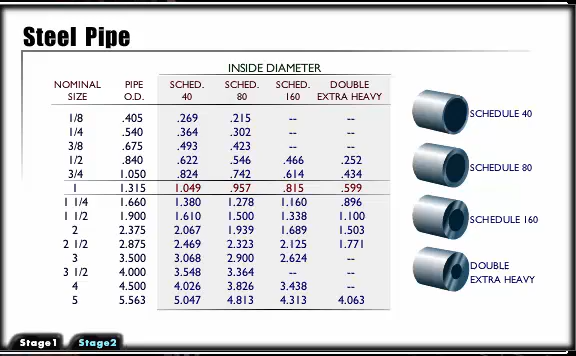 Steel Pipe
INSIDE DIAMETER
NOMINAL SIZE PIPE O.D. SCHED. 40 SCHED. 80 SCHED. 160 DOUBLE EXTRA HEAVY
1/8 .405 .269 .215 -- --
1/4 .540 .364 .302 -- --
3/8 .675 .493 .423 -- --
1/2 .840 .622 .546 .466 .252
3/4 1.050 .824 .742 .614 .434
1 1.315 1.049 .957 .815 .599
1 1/4 1.660 1.380 1.278 1.160 .896
1 1/2 1.900 1.610 1.500 1.338 1.100
2 2.375 2.067 1.939 1.689 1.503
2 1/2 2.875 2.469 2.323 2.125 1.771
3 3.500 3.068 2.900 2.624 --
3 1/2 4.000 3.548 3.364 -- --
4 4.500 4.026 3.826 3.438 --
5 5.563 5.047 4.813 4.313 4.063
SCHEDULE 40
SCHEDULE 80
SCHEDULE 160
DOUBLE
EXTRA HEAVY
Stage1 Stage2